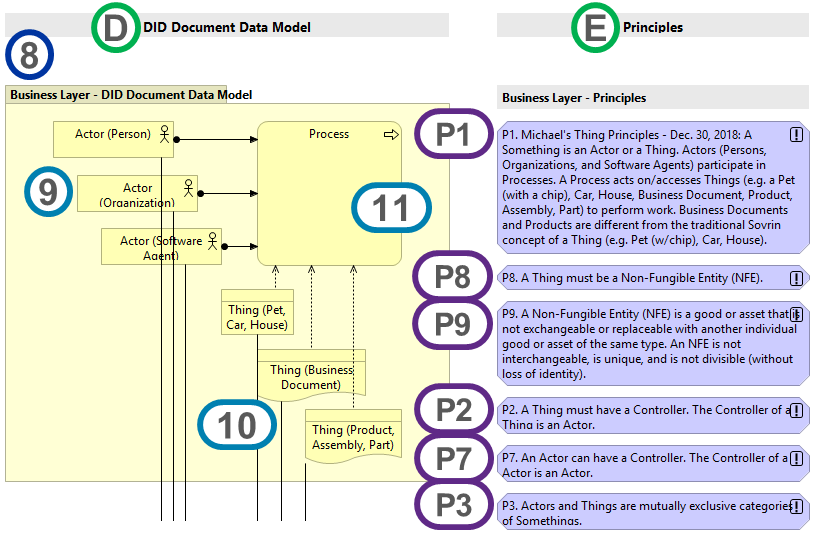 D DID Document Data Model
E Principles
8
Business Layer - DID Document Data Model
Business Layer - Principles
Actor (Person)
Process
9
Actor
(Organization)
11
Actor (Software
Agent)
Thing (Pet,
Car, House)
Thing (Business
Document)
10
Thing (Product,
Assembly, Part)
P1
P1. Michael's Thing Principles - Dec. 30, 2018: A
Something is an Actor or a Thing. Actors (Persons,
Organizations, and Software Agents) participate in
Processes. A Process acts on/accesses Things (e.g. a Pet
(with a chip), Car, House, Business Document, Product,
Assembly, Part) to perform work. Business Documents
and Products are different from the traditional Sovrin
concept of a Thing (e.g. Pet (w/chip), Car, House).
P8
P8. A Thing must be a Non-Fungible Entity (NFE).
P9
P9. A Non-Fungible Entity (NFE) is a good or asset that is
not exchangeable or replaceable with another individual
good or asset of the same type. An NFE is not
interchangeable, is unique, and is not divisible (without
loss of identity).
P2
P2. A Thing must have a Controller. The Controller of a
Thing is an Actor.
P7
P7. An Actor can have a Controller. The Controller of a
Actor is an Actor.
P3
P3. Actors and Things are mutually exclusive categories
of Somethings.